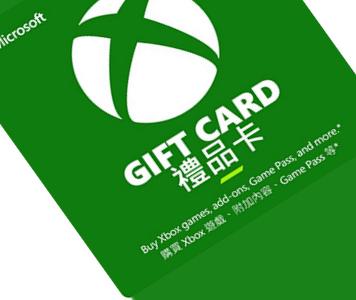 Microsoft
GIFT CARD
禮品卡
Buy Xbox games, add-ons, Game Pass, and more.*
購買 Xbox 遊戲、附加內容、Game Pass 等*